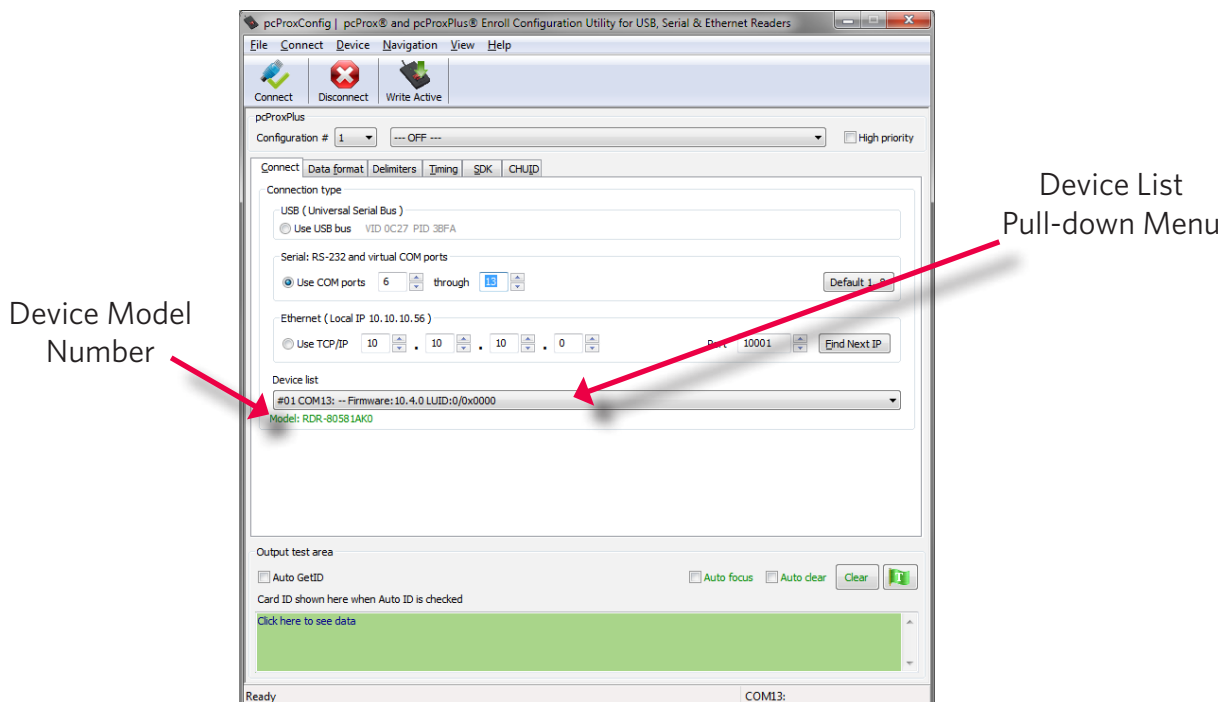 pcProxConfig | pcProx® and pcProxPlus® Enroll Configuration Utility for USB, Serial & Ethernet Readers
File Connect Device Navigation View Help
Connect Disconnect Write Active
pcProxPlus
Configuration # 1 --- OFF --- High priority
Connect Data format Delimiters Timing SDK CHUID
Connection type
USB ( Universal Serial Bus )
Use USB bus VID 0C27 PID 3BFA
Serial: RS-232 and virtual COM ports
Use COM ports 6 through 13 Default 1..
Ethernet ( Local IP 10.10.10.56 )
Use TCP/IP 10 . 10 . 10 . 0 10001 Find Next IP
Device list
#01 COM13: -- Firmware:10.4.0 LUID:0/0x0000
Model: RDR-80581AK0
Device Model
Number
Device List
Pull-down Menu
Output test area
Auto GetID Auto focus Auto clear Clear T
Card ID shown here when Auto ID is checked
Click here to see data
Ready COM13: